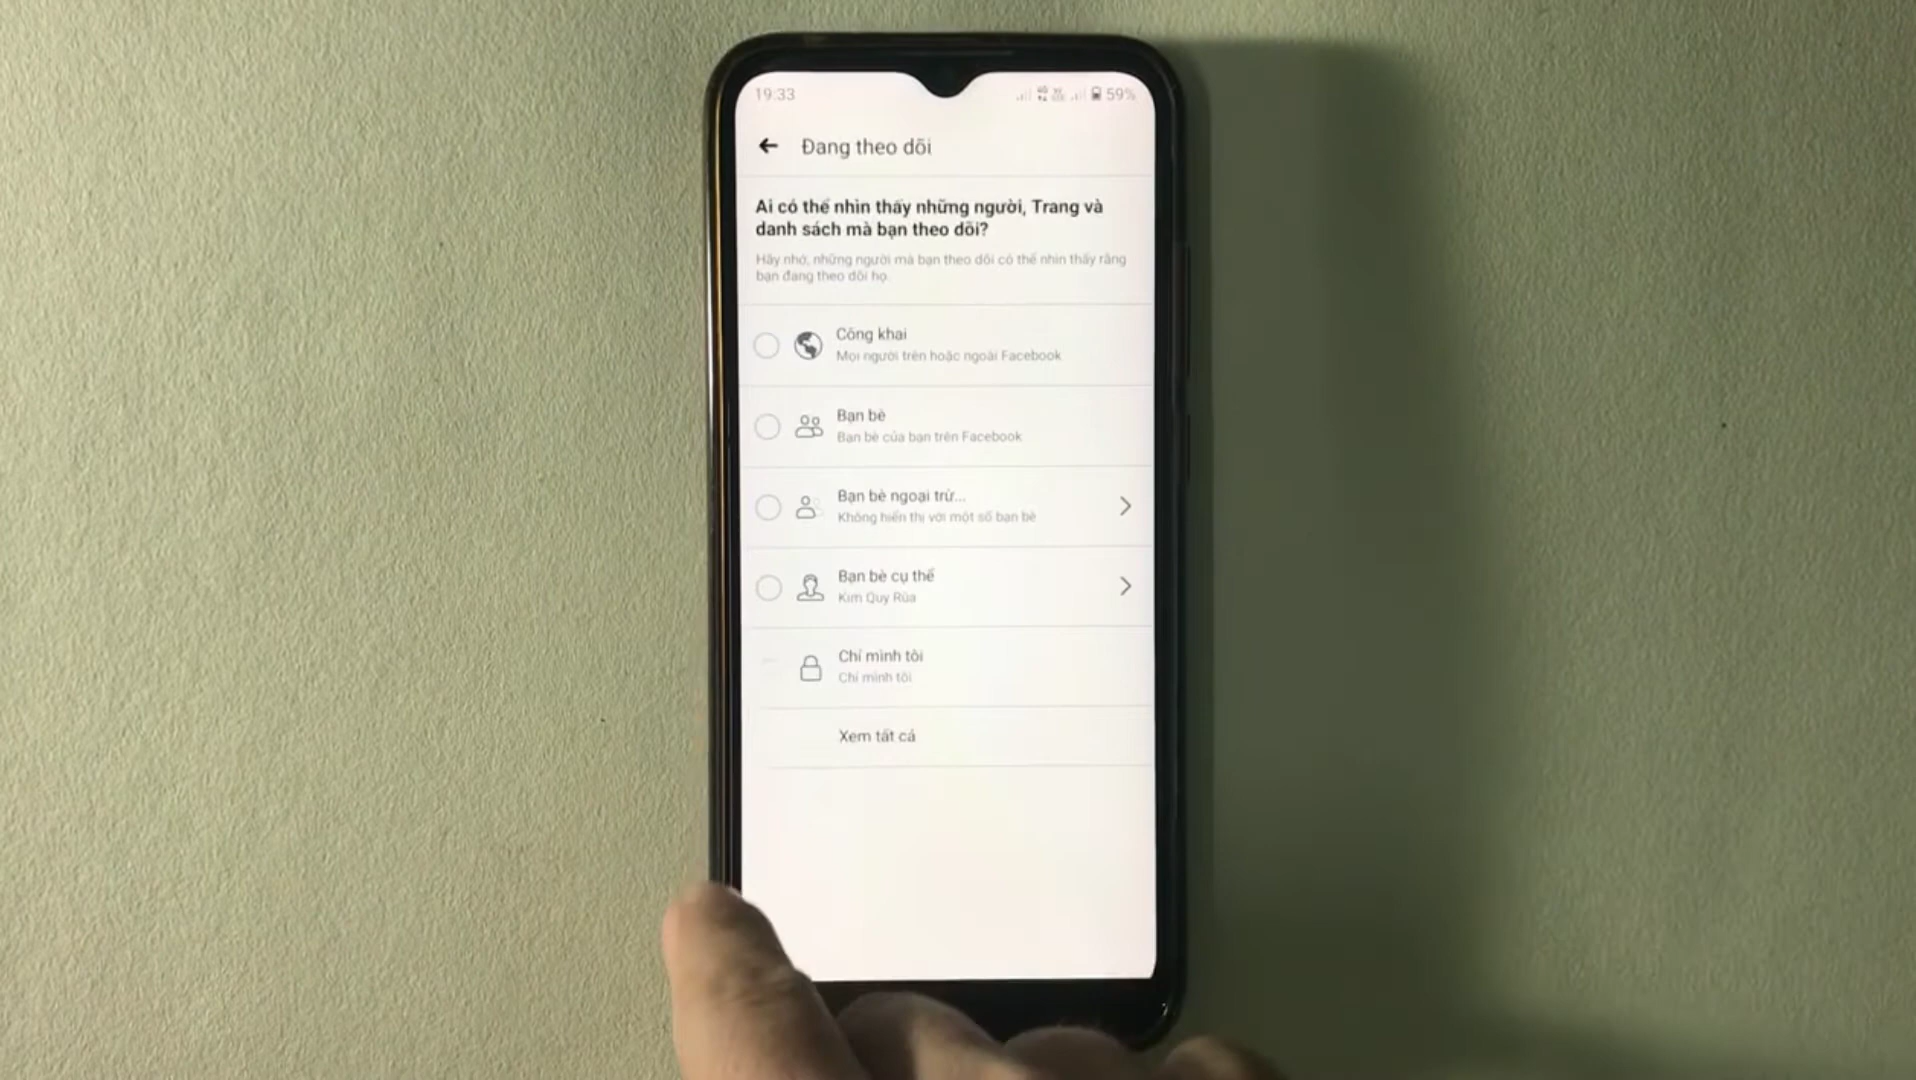 19:33
59%
Đang theo dõi
Ai có thể nhìn thấy những người, Trang và
danh sách mà bạn theo dõi?
Hãy nhớ, những người mà bạn theo dõi có thể nhìn thấy rằng
bạn đang theo dõi họ.
Công khai
Mọi người trên hoặc ngoài Facebook
Bạn bè
Bạn bè của bạn trên Facebook
Bạn bè ngoại trừ...
Không hiển thị với một số bạn bè
Bạn bè cụ thể
Kim Quy Rùa
Chỉ mình tôi
Chỉ mình tôi
Xem tất cả